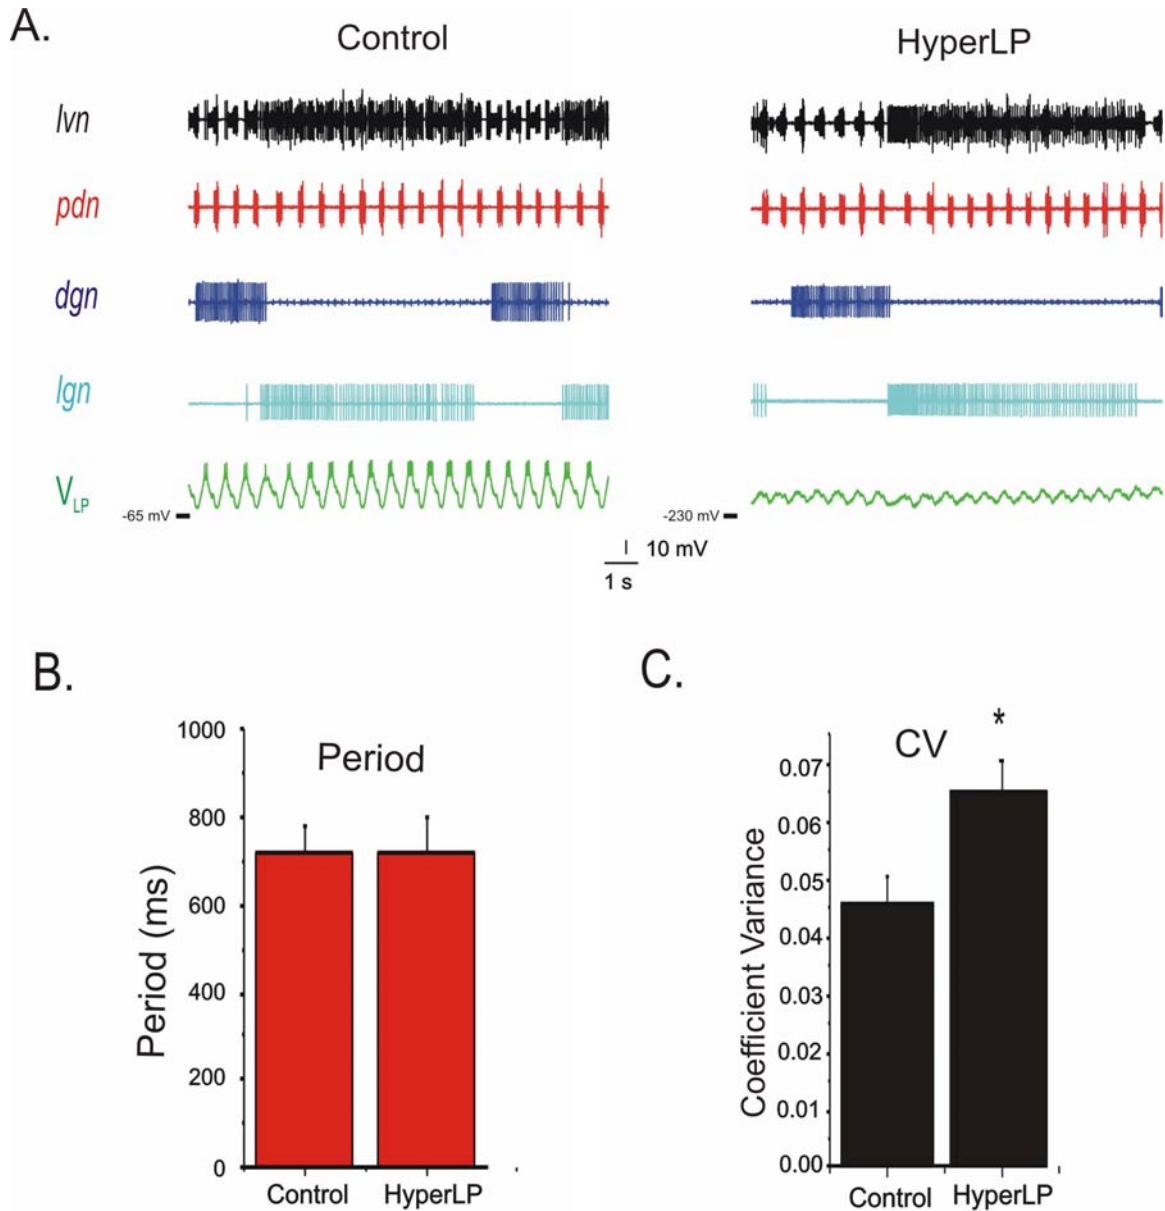 A.
Control
HyperLP
lvn
pdn
dgn
lgn
VLP
-65 mV
-230 mV
10 mV
1 s
B.
Period
Period (ms)
1000
800
600
400
200
0
Control
HyperLP
C.
CV
*
Coefficient Variance
0.07
0.06
0.05
0.04
0.03
0.02
0.01
0.00
Control
HyperLP